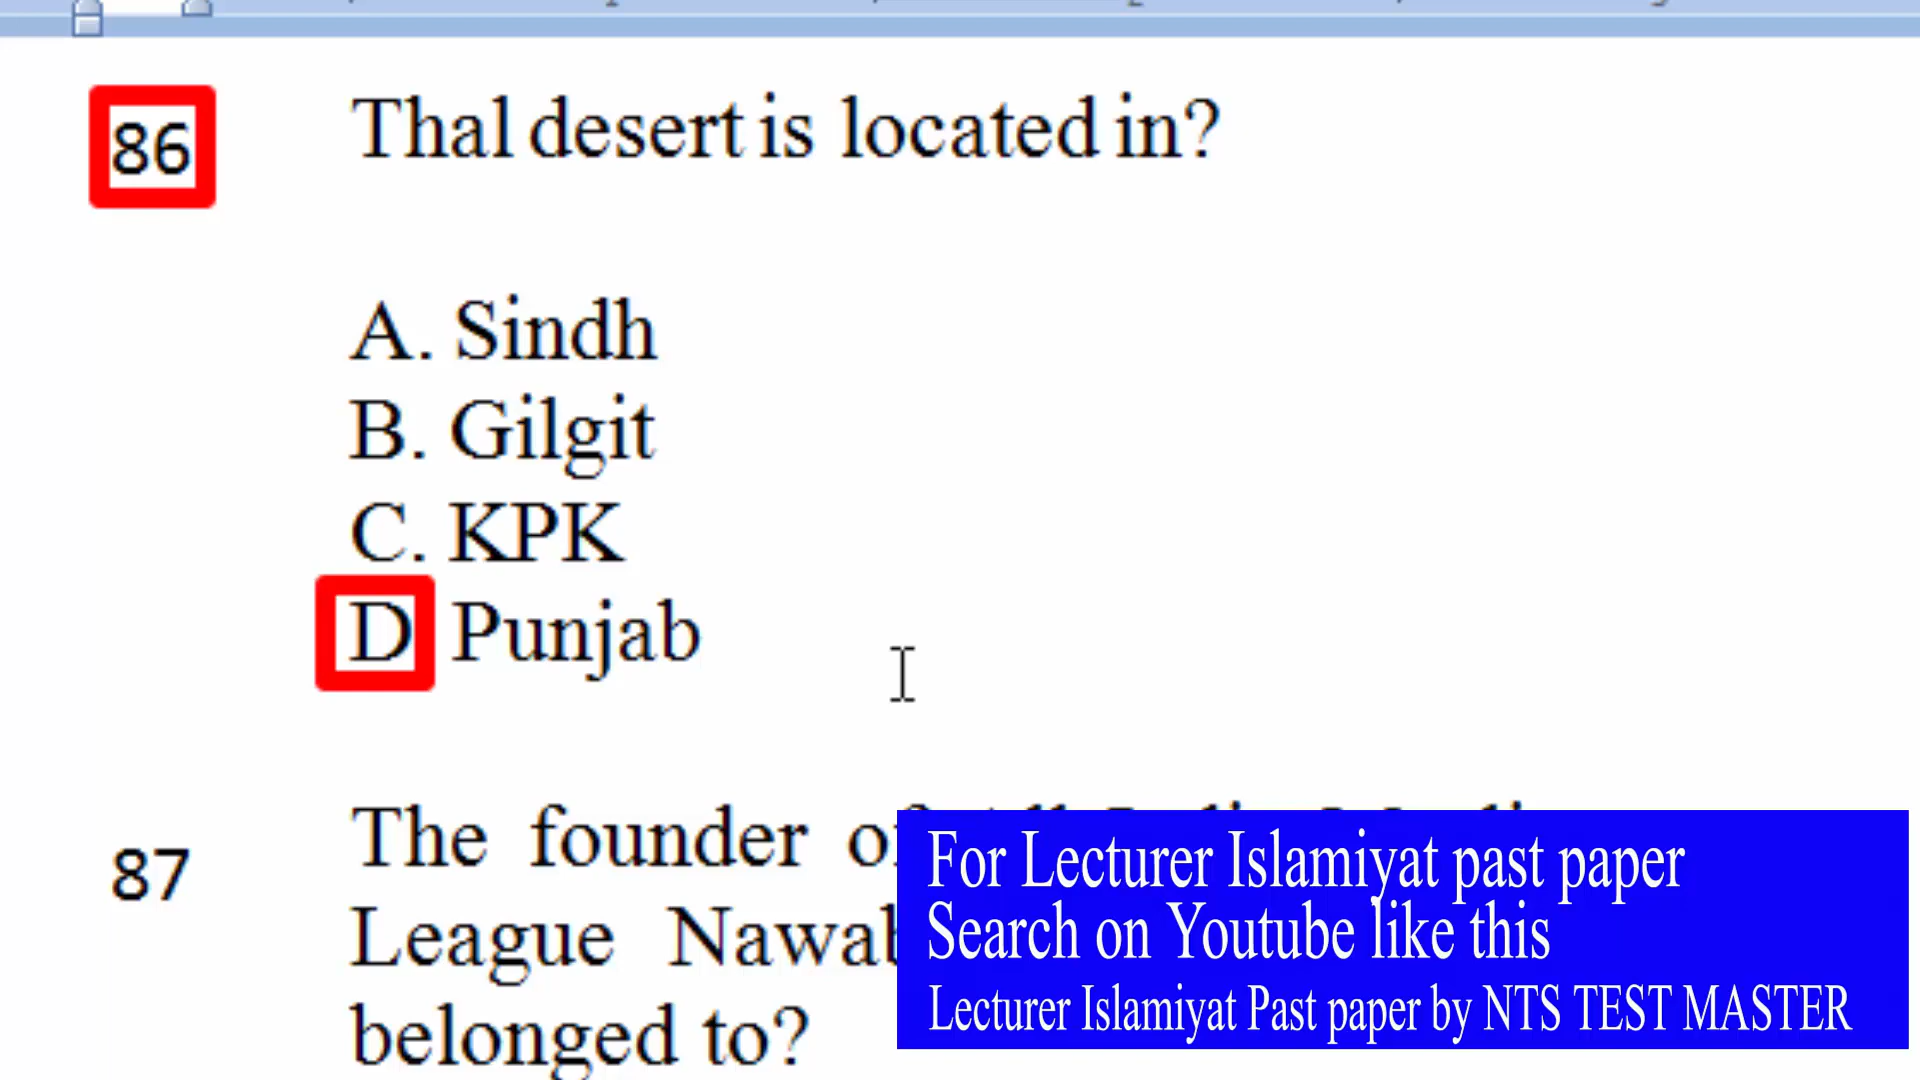 86 Thal desert is located in?
A. Sindh
B. Gilgit
C. KPK
D Punjab
87 The founder
League
belonged to?
For Lecturer Islamiyat past paper
Search on Youtube like this
Lecturer Islamiyat Past paper by NTS TEST MASTER